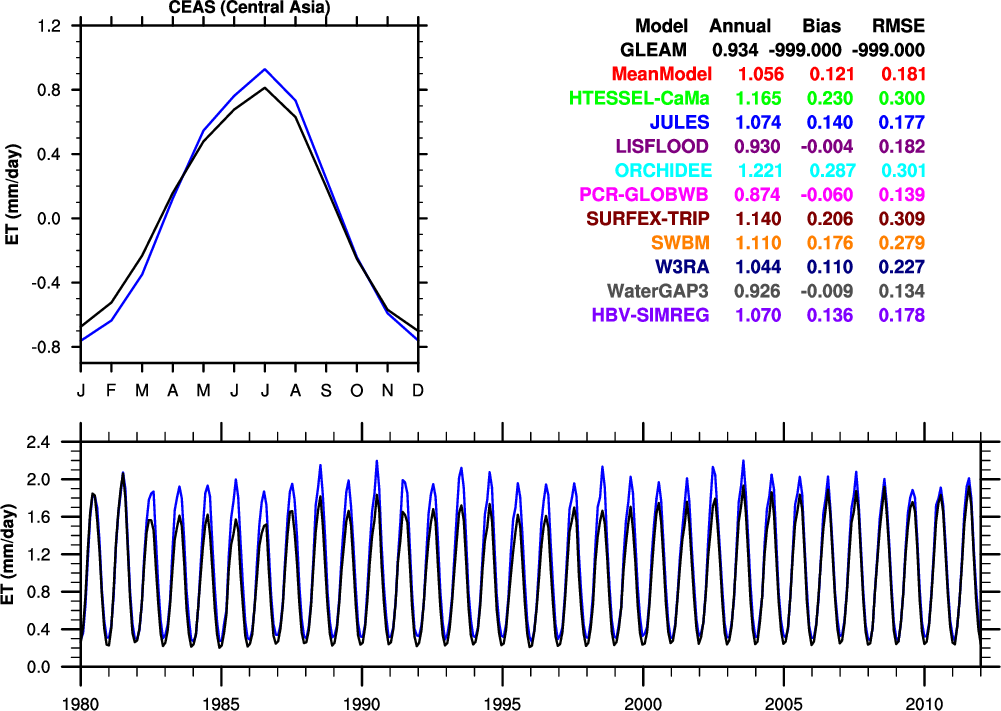 CEAS (Central Asia)
1.2
0.8
0.4
0.0
-0.4
-0.8
ET (mm/day)
J F M A M J J A S O N D
Model Annual Bias RMSE
GLEAM 0.934 -999.000 -999.000
MeanModel 1.056 0.121 0.181
HTESSEL-CaMa 1.165 0.230 0.300
JULES 1.074 0.140 0.177
LISFLOOD 0.930 -0.004 0.182
ORCHIDEE 1.221 0.287 0.301
PCR-GLOBWB 0.874 -0.060 0.139
SURFEX-TRIP 1.140 0.206 0.309
SWBM 1.110 0.176 0.279
W3RA 1.044 0.110 0.227
WaterGAP3 0.926 -0.009 0.134
HBV-SIMREG 1.070 0.136 0.178
2.4
2.0
1.6
1.2
0.8
0.4
0.0
ET (mm/day)
1980 1985 1990 1995 2000 2005 2010